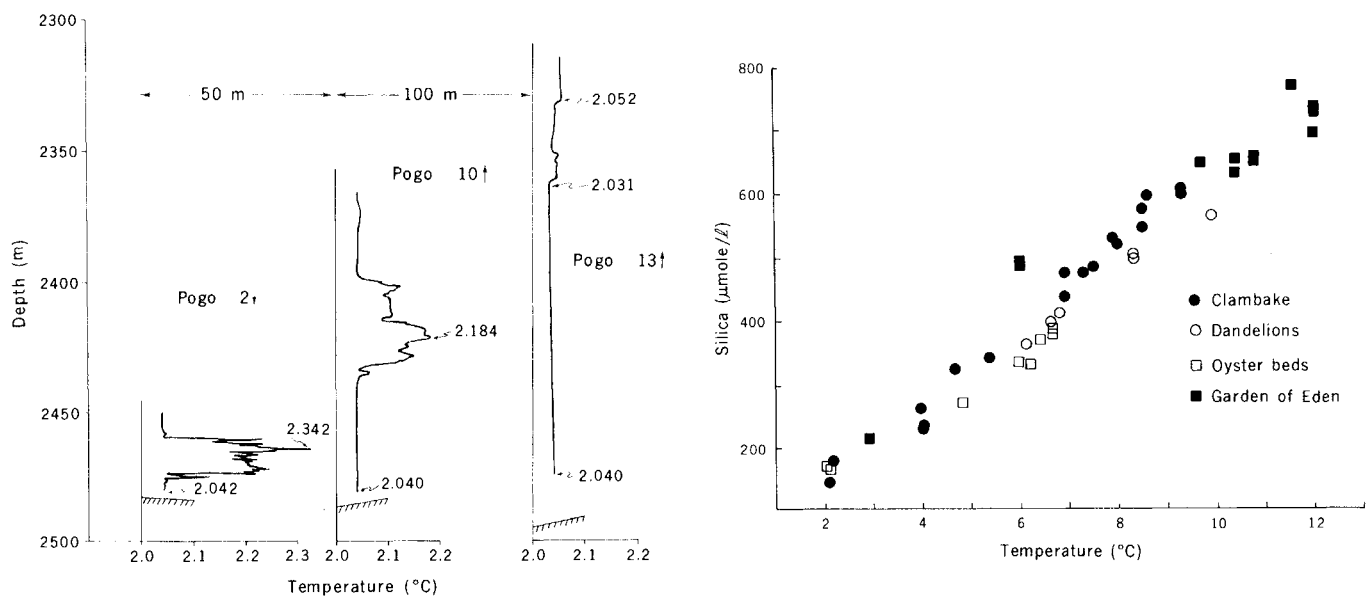 2300
2350
2400
2450
2500
Depth (m)
50 m
100 m
Pogo 2↑
Pogo 10↑
Pogo 13↑
2.342
2.042
2.184
2.040
2.052
2.031
2.040
2.0 2.1 2.2 2.3
2.0 2.1 2.2
2.0 2.1 2.2
Temperature (°C)
800
600
400
200
Silica (μmole/ℓ)
Clambake
Dandelions
Oyster beds
Garden of Eden
2 4 6 8 10 12
Temperature (°C)